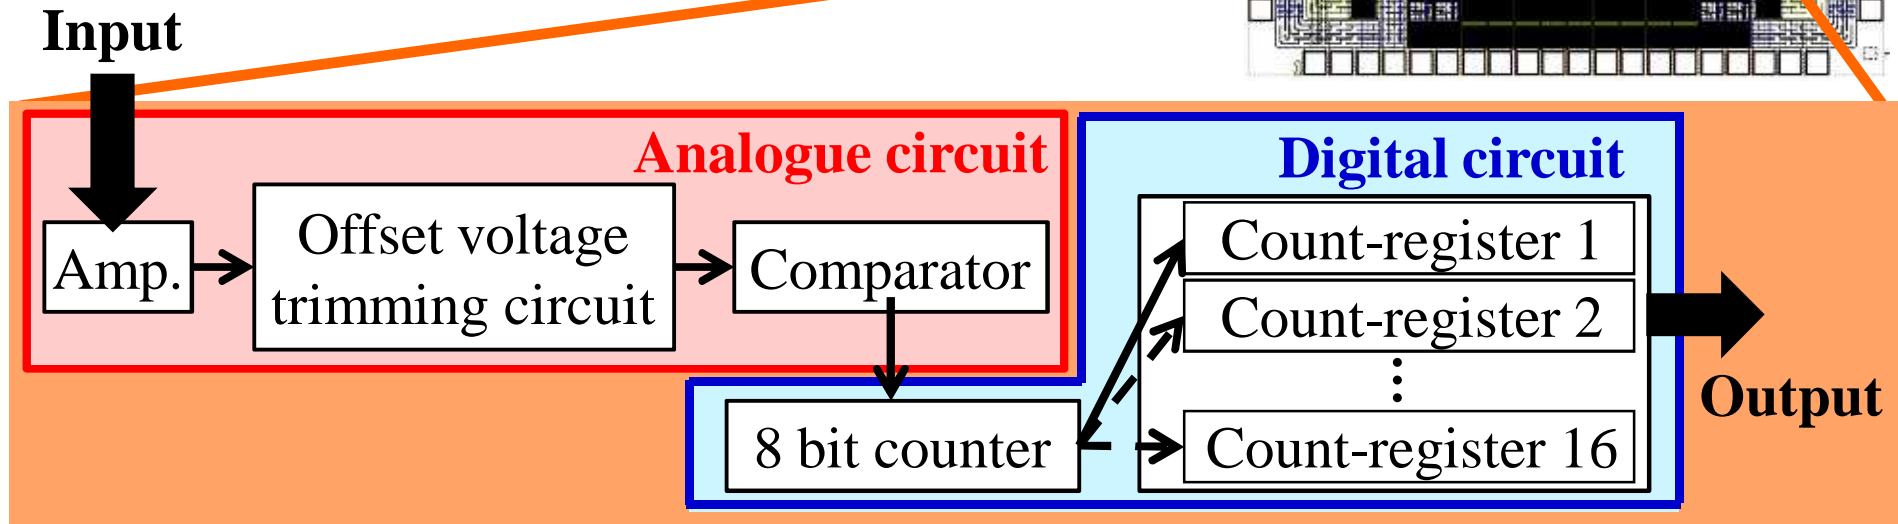 Input
Analogue circuit
Digital circuit
Amp.
Offset voltage
trimming circuit
Comparator
8 bit counter
Count-register 1
Count-register 2
⋮
Count-register 16
Output